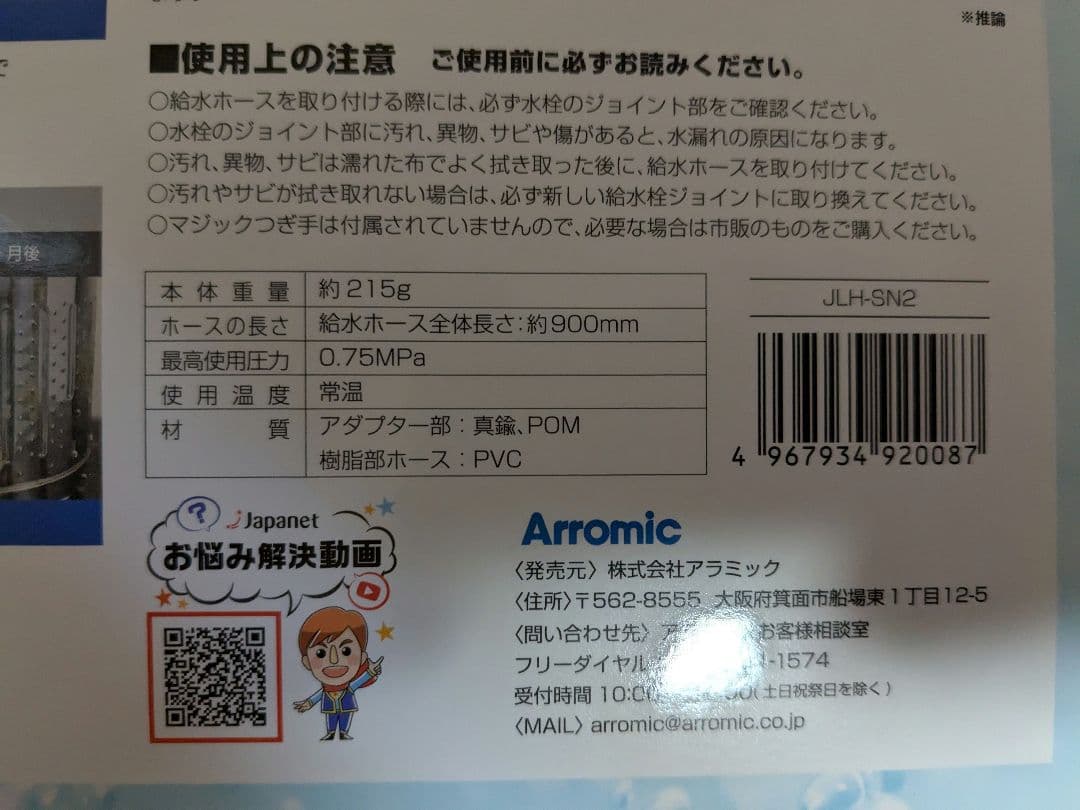 ※推論
で
■使用上の注意 ご使用前に必ずお読みください。
○給水ホースを取り付ける際には、必ず水栓のジョイント部をご確認ください。
○水栓のジョイント部に汚れ、異物、サビや傷があると、水漏れの原因になります。
○汚れ、異物、サビは濡れた布でよく拭き取った後に、給水ホースを取り付けてください。
○汚れやサビが拭き取れない場合は、必ず新しい給水栓ジョイントに取り換えてください。
○マジックつぎ手は付属されていませんので、必要な場合は市販のものをご購入ください。
月後
本体重量 約215g
ホースの長さ 給水ホース全体長さ:約900mm
最高使用圧力 0.75MPa
使用温度 常温
材質 アダプター部:真鍮、POM
樹脂部ホース:PVC
JLH-SN2
4 967934 920087
? Japanet
お悩み解決動画
Arromic
〈発売元〉株式会社アラミック
〈住所〉〒562-8555 大阪府箕面市船場東1丁目12-5
〈問い合わせ先〉 お客様相談室
フリーダイヤル -1574
受付時間 (土日祝祭日を除く)
〈MAIL〉arromic@arromic.co.jp